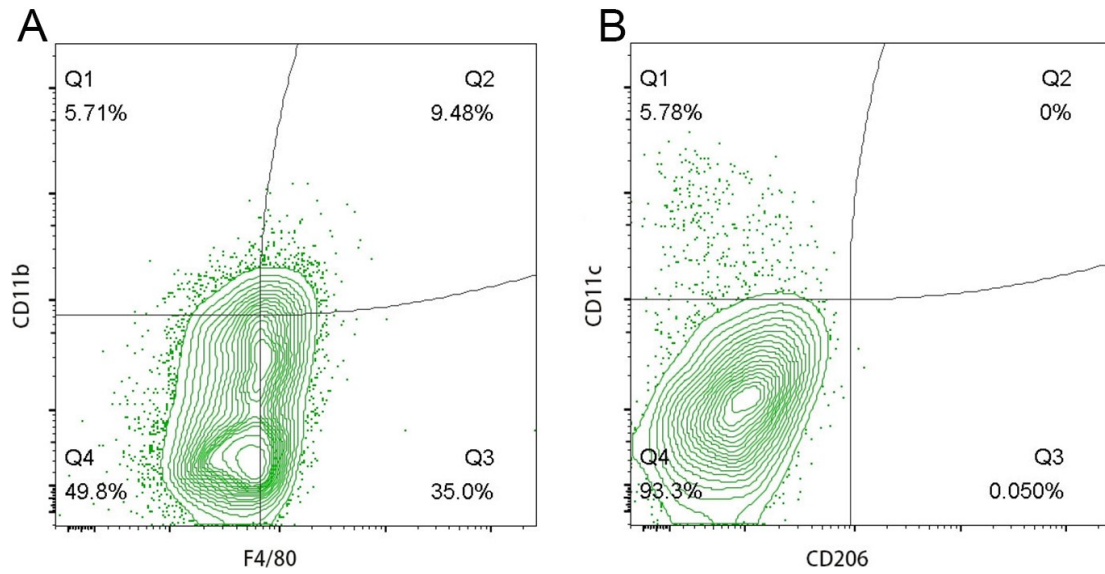 A
Q1
5.71%
Q2
9.48%
CD11b
Q4
49.8%
Q3
35.0%
F4/80
B
Q1
5.78%
Q2
0%
CD11c
Q4
93.3%
Q3
0.050%
CD206